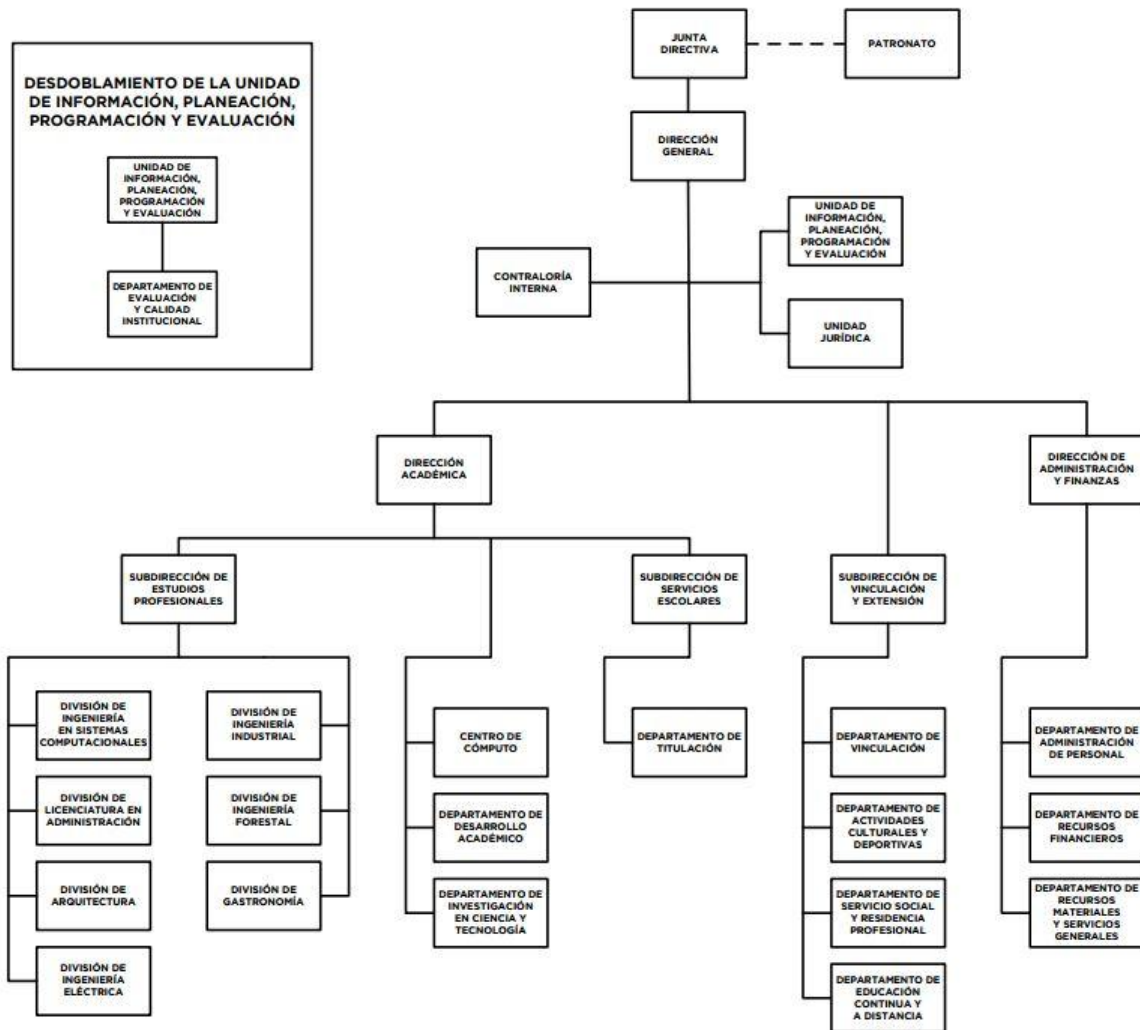 DESDOBLAMIENTO DE LA UNIDAD
DE INFORMACIÓN, PLANEACIÓN,
PROGRAMACIÓN Y EVALUACIÓN
UNIDAD DE
INFORMACIÓN,
PLANEACIÓN,
PROGRAMACIÓN
Y EVALUACIÓN
DEPARTAMENTO DE
EVALUACIÓN
Y CALIDAD
INSTITUCIONAL
JUNTA
DIRECTIVA
PATRONATO
DIRECCIÓN
GENERAL
UNIDAD DE
INFORMACIÓN,
PLANEACIÓN,
PROGRAMACIÓN
Y EVALUACIÓN
CONTRALORÍA
INTERNA
UNIDAD
JURÍDICA
DIRECCIÓN
ACADÉMICA
DIRECCIÓN DE
ADMINISTRACIÓN
Y FINANZAS
SUBDIRECCIÓN DE
ESTUDIOS
PROFESIONALES
SUBDIRECCIÓN DE
SERVICIOS
ESCOLARES
SUBDIRECCIÓN DE
VINCULACIÓN
Y EXTENSIÓN
DIVISIÓN DE
INGENIERÍA
EN SISTEMAS
COMPUTACIONALES
DIVISIÓN DE
INGENIERÍA
INDUSTRIAL
CENTRO DE
CÓMPUTO
DEPARTAMENTO DE
TITULACIÓN
DEPARTAMENTO DE
VINCULACIÓN
DEPARTAMENTO DE
ADMINISTRACIÓN
DE PERSONAL
DIVISIÓN DE
LICENCIATURA EN
ADMINISTRACIÓN
DIVISIÓN DE
INGENIERÍA
FORESTAL
DEPARTAMENTO DE
DESARROLLO
ACADÉMICO
DEPARTAMENTO DE
ACTIVIDADES
CULTURALES Y
DEPORTIVAS
DEPARTAMENTO DE
RECURSOS
FINANCIEROS
DIVISIÓN DE
ARQUITECTURA
DIVISIÓN DE
GASTRONOMÍA
DEPARTAMENTO DE
INVESTIGACIÓN
EN CIENCIA Y
TECNOLOGÍA
DEPARTAMENTO DE
SERVICIO SOCIAL
Y RESIDENCIA
PROFESIONAL
DEPARTAMENTO DE
RECURSOS
MATERIALES
Y SERVICIOS
GENERALES
DIVISIÓN DE
INGENIERÍA
ELÉCTRICA
DEPARTAMENTO DE
EDUCACIÓN
CONTINUA Y
A DISTANCIA